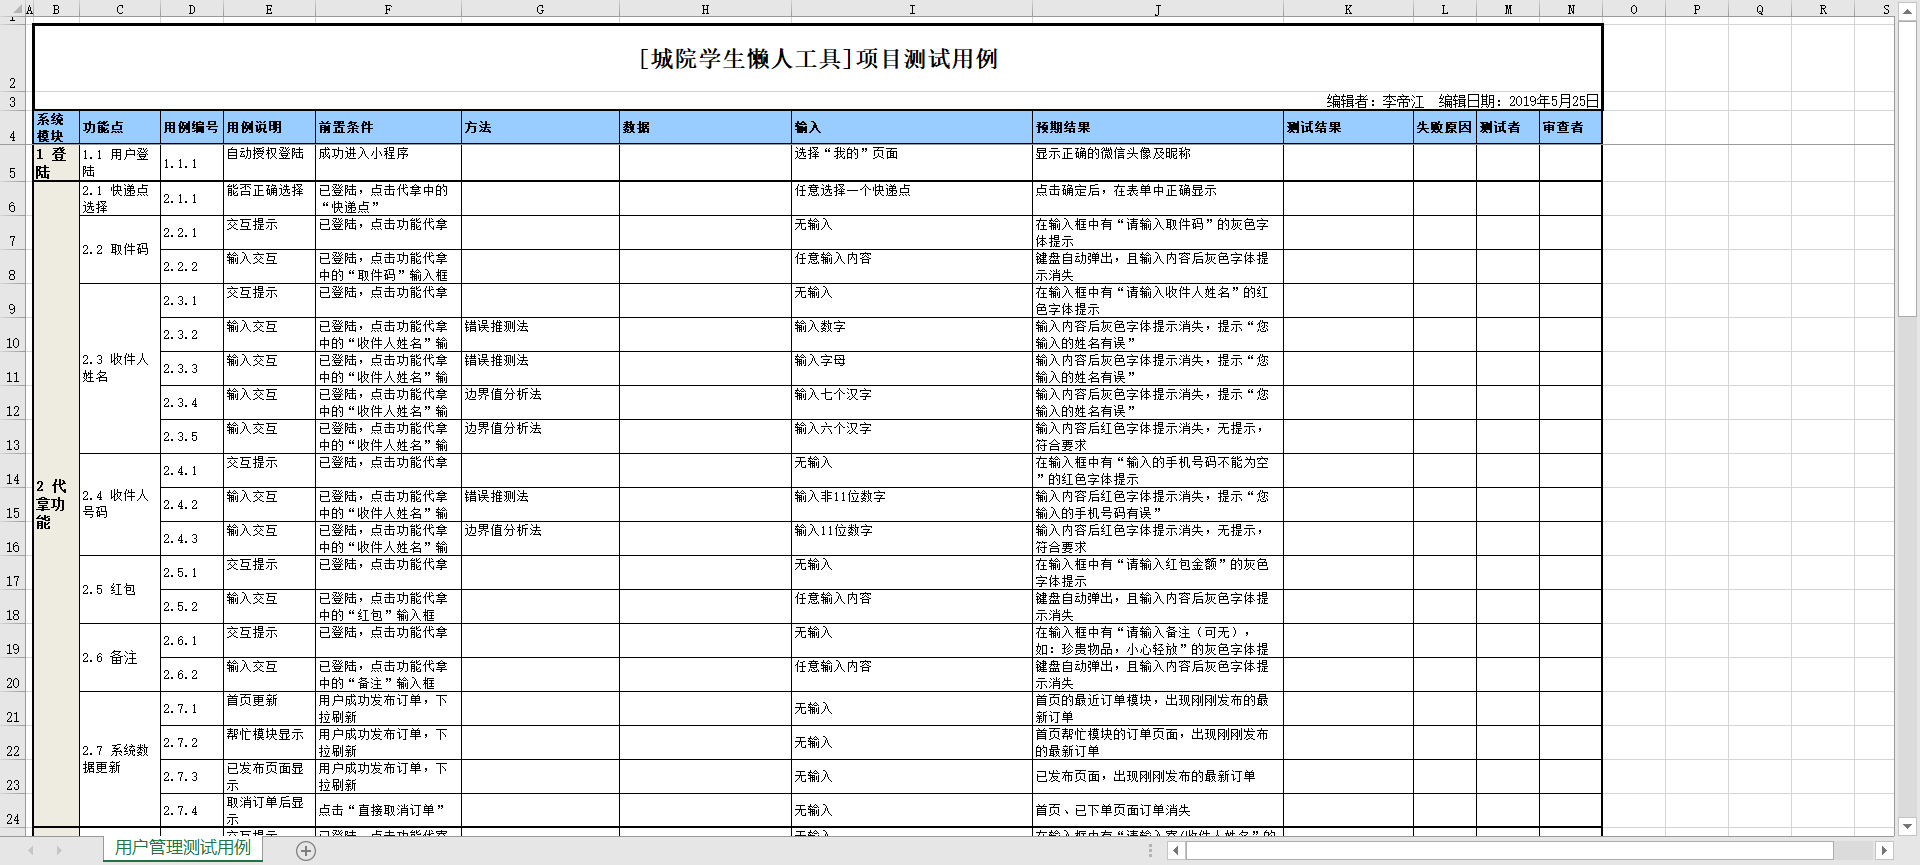 A B C D E F G H I J K L M N O P Q R S
1
[城院学生懒人工具]项目测试用例
2
3 编辑者：李帝江 编辑日期：2019年5月25日
4 系统模块 功能点 用例编号 用例说明 前置条件 方法 数据 输入 预期结果 测试结果 失败原因 测试者 审查者
5 1 登陆 1.1 用户登陆 1.1.1 自动授权登陆 成功进入小程序 选择“我的”页面 显示正确的微信头像及昵称
6 2.1 快递点选择 2.1.1 能否正确选择 已登陆，点击代拿中的“快递点” 任意选择一个快递点 点击确定后，在表单中正确显示
7 2.2 取件码 2.2.1 交互提示 已登陆，点击功能代拿 无输入 在输入框中有“请输入取件码”的灰色字体提示
8 2.2.2 输入交互 已登陆，点击功能代拿中的“取件码”输入框 任意输入内容 键盘自动弹出，且输入内容后灰色字体提示消失
9 2.3 收件人姓名 2.3.1 交互提示 已登陆，点击功能代拿 无输入 在输入框中有“请输入收件人姓名”的红色字体提示
10 2.3.2 输入交互 已登陆，点击功能代拿中的“收件人姓名”输 错误推测法 输入数字 输入内容后灰色字体提示消失，提示“您输入的姓名有误”
11 2.3.3 输入交互 已登陆，点击功能代拿中的“收件人姓名”输 错误推测法 输入字母 输入内容后灰色字体提示消失，提示“您输入的姓名有误”
12 2.3.4 输入交互 已登陆，点击功能代拿中的“收件人姓名”输 边界值分析法 输入七个汉字 输入内容后灰色字体提示消失，提示“您输入的姓名有误”
13 2.3.5 输入交互 已登陆，点击功能代拿中的“收件人姓名”输 边界值分析法 输入六个汉字 输入内容后红色字体提示消失，无提示，符合要求
14 2 代拿功能 2.4 收件人号码 2.4.1 交互提示 已登陆，点击功能代拿 无输入 在输入框中有“输入的手机号码不能为空”的红色字体提示
15 2.4.2 输入交互 已登陆，点击功能代拿中的“收件人姓名”输 错误推测法 输入非11位数字 输入内容后红色字体提示消失，提示“您输入的手机号码有误”
16 2.4.3 输入交互 已登陆，点击功能代拿中的“收件人姓名”输 边界值分析法 输入11位数字 输入内容后红色字体提示消失，无提示，符合要求
17 2.5 红包 2.5.1 交互提示 已登陆，点击功能代拿 无输入 在输入框中有“请输入红包金额”的灰色字体提示
18 2.5.2 输入交互 已登陆，点击功能代拿中的“红包”输入框 任意输入内容 键盘自动弹出，且输入内容后灰色字体提示消失
19 2.6 备注 2.6.1 交互提示 已登陆，点击功能代拿 无输入 在输入框中有“请输入备注（可无），如：珍贵物品，小心轻放”的灰色字体提
20 2.6.2 输入交互 已登陆，点击功能代拿中的“备注”输入框 任意输入内容 键盘自动弹出，且输入内容后灰色字体提示消失
21 2.7 系统数据更新 2.7.1 首页更新 用户成功发布订单，下拉刷新 无输入 首页的最近订单模块，出现刚刚发布的最新订单
22 2.7.2 帮忙模块显示 用户成功发布订单，下拉刷新 无输入 首页帮忙模块的订单页面，出现刚刚发布的最新订单
23 2.7.3 已发布页面显示 用户成功发布订单，下拉刷新 无输入 已发布页面，出现刚刚发布的最新订单
24 2.7.4 取消订单后显示 点击“直接取消订单” 无输入 首页、已下单页面订单消失
交互提示 已登陆，点击功能代寄 无输入 在输入框中有“请输入寄/收件人姓名”的
用户管理测试用例